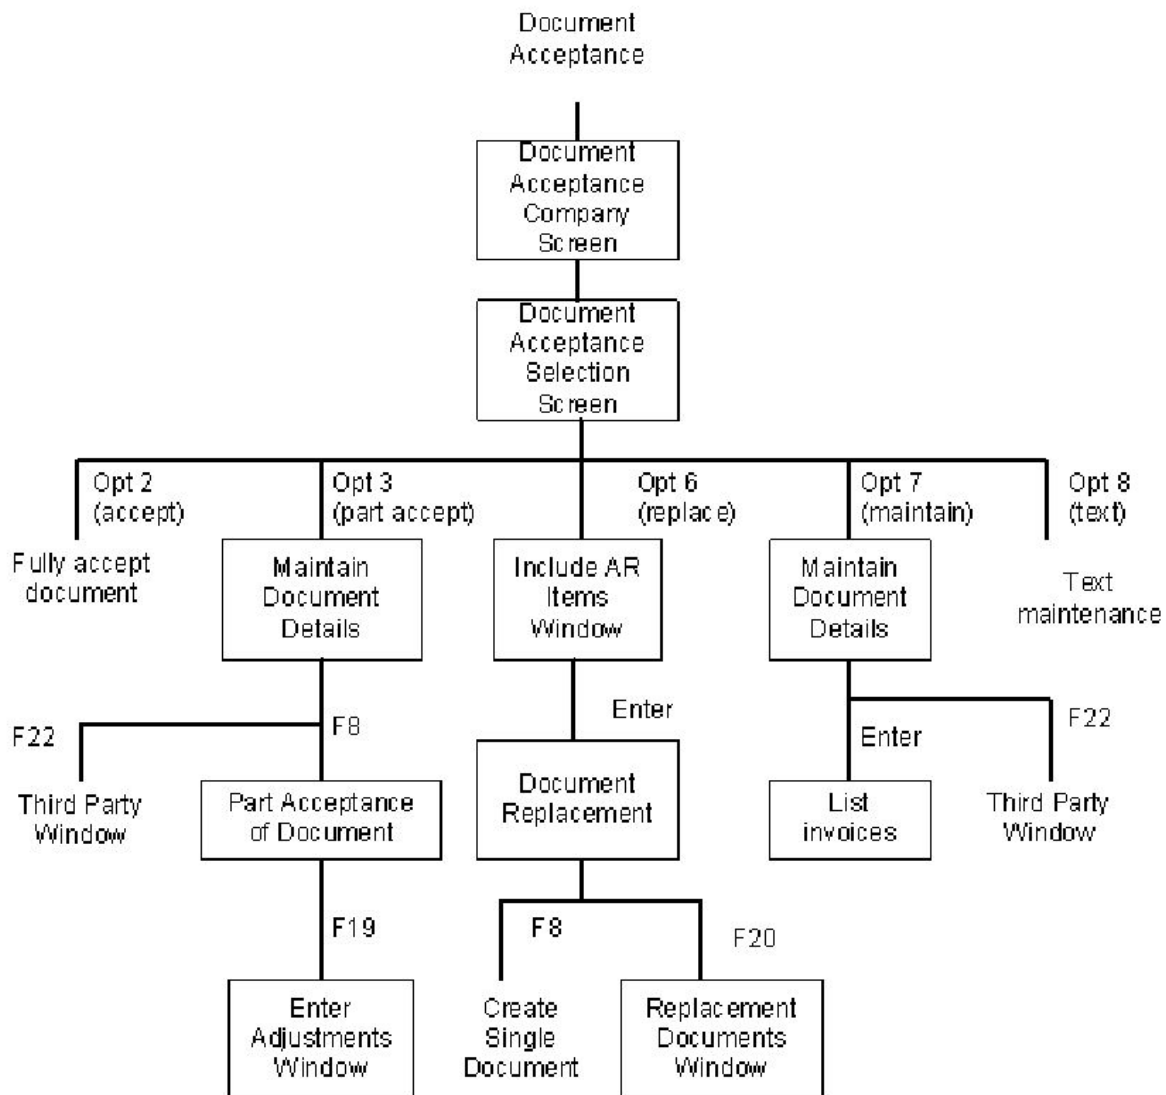 Document
Acceptance
Document
Acceptance
Company
Screen
Document
Acceptance
Selection
Screen
Opt 2
(accept)
Opt 3
(part accept)
Opt 6
(replace)
Opt 7
(maintain)
Opt 8
(text)
Fully accept
document
Maintain
Document
Details
Include AR
Items
Window
Maintain
Document
Details
Text
maintenance
F22
F8
Enter
Enter
F22
Third Party
Window
Part Acceptance
of Document
Document
Replacement
List
invoices
Third Party
Window
F19
F8
F20
Enter
Adjustments
Window
Create
Single
Document
Replacement
Documents
Window